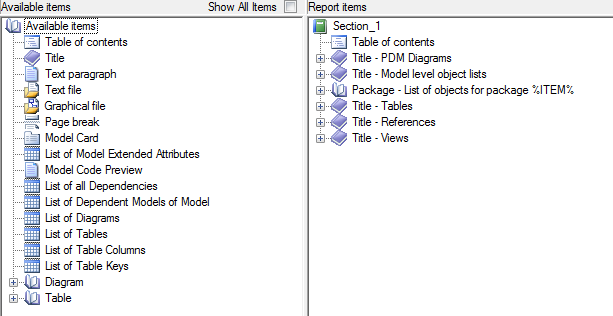 Available items
Show All Items
Available items
Table of contents
Title
Text paragraph
Text file
Graphical file
Page break
Model Card
List of Model Extended Attributes
Model Code Preview
List of all Dependencies
List of Dependent Models of Model
List of Diagrams
List of Tables
List of Table Columns
List of Table Keys
Diagram
Table
Report items
Section_1
Table of contents
Title - PDM Diagrams
Title - Model level object lists
Package - List of objects for package %ITEM%
Title - Tables
Title - References
Title - Views